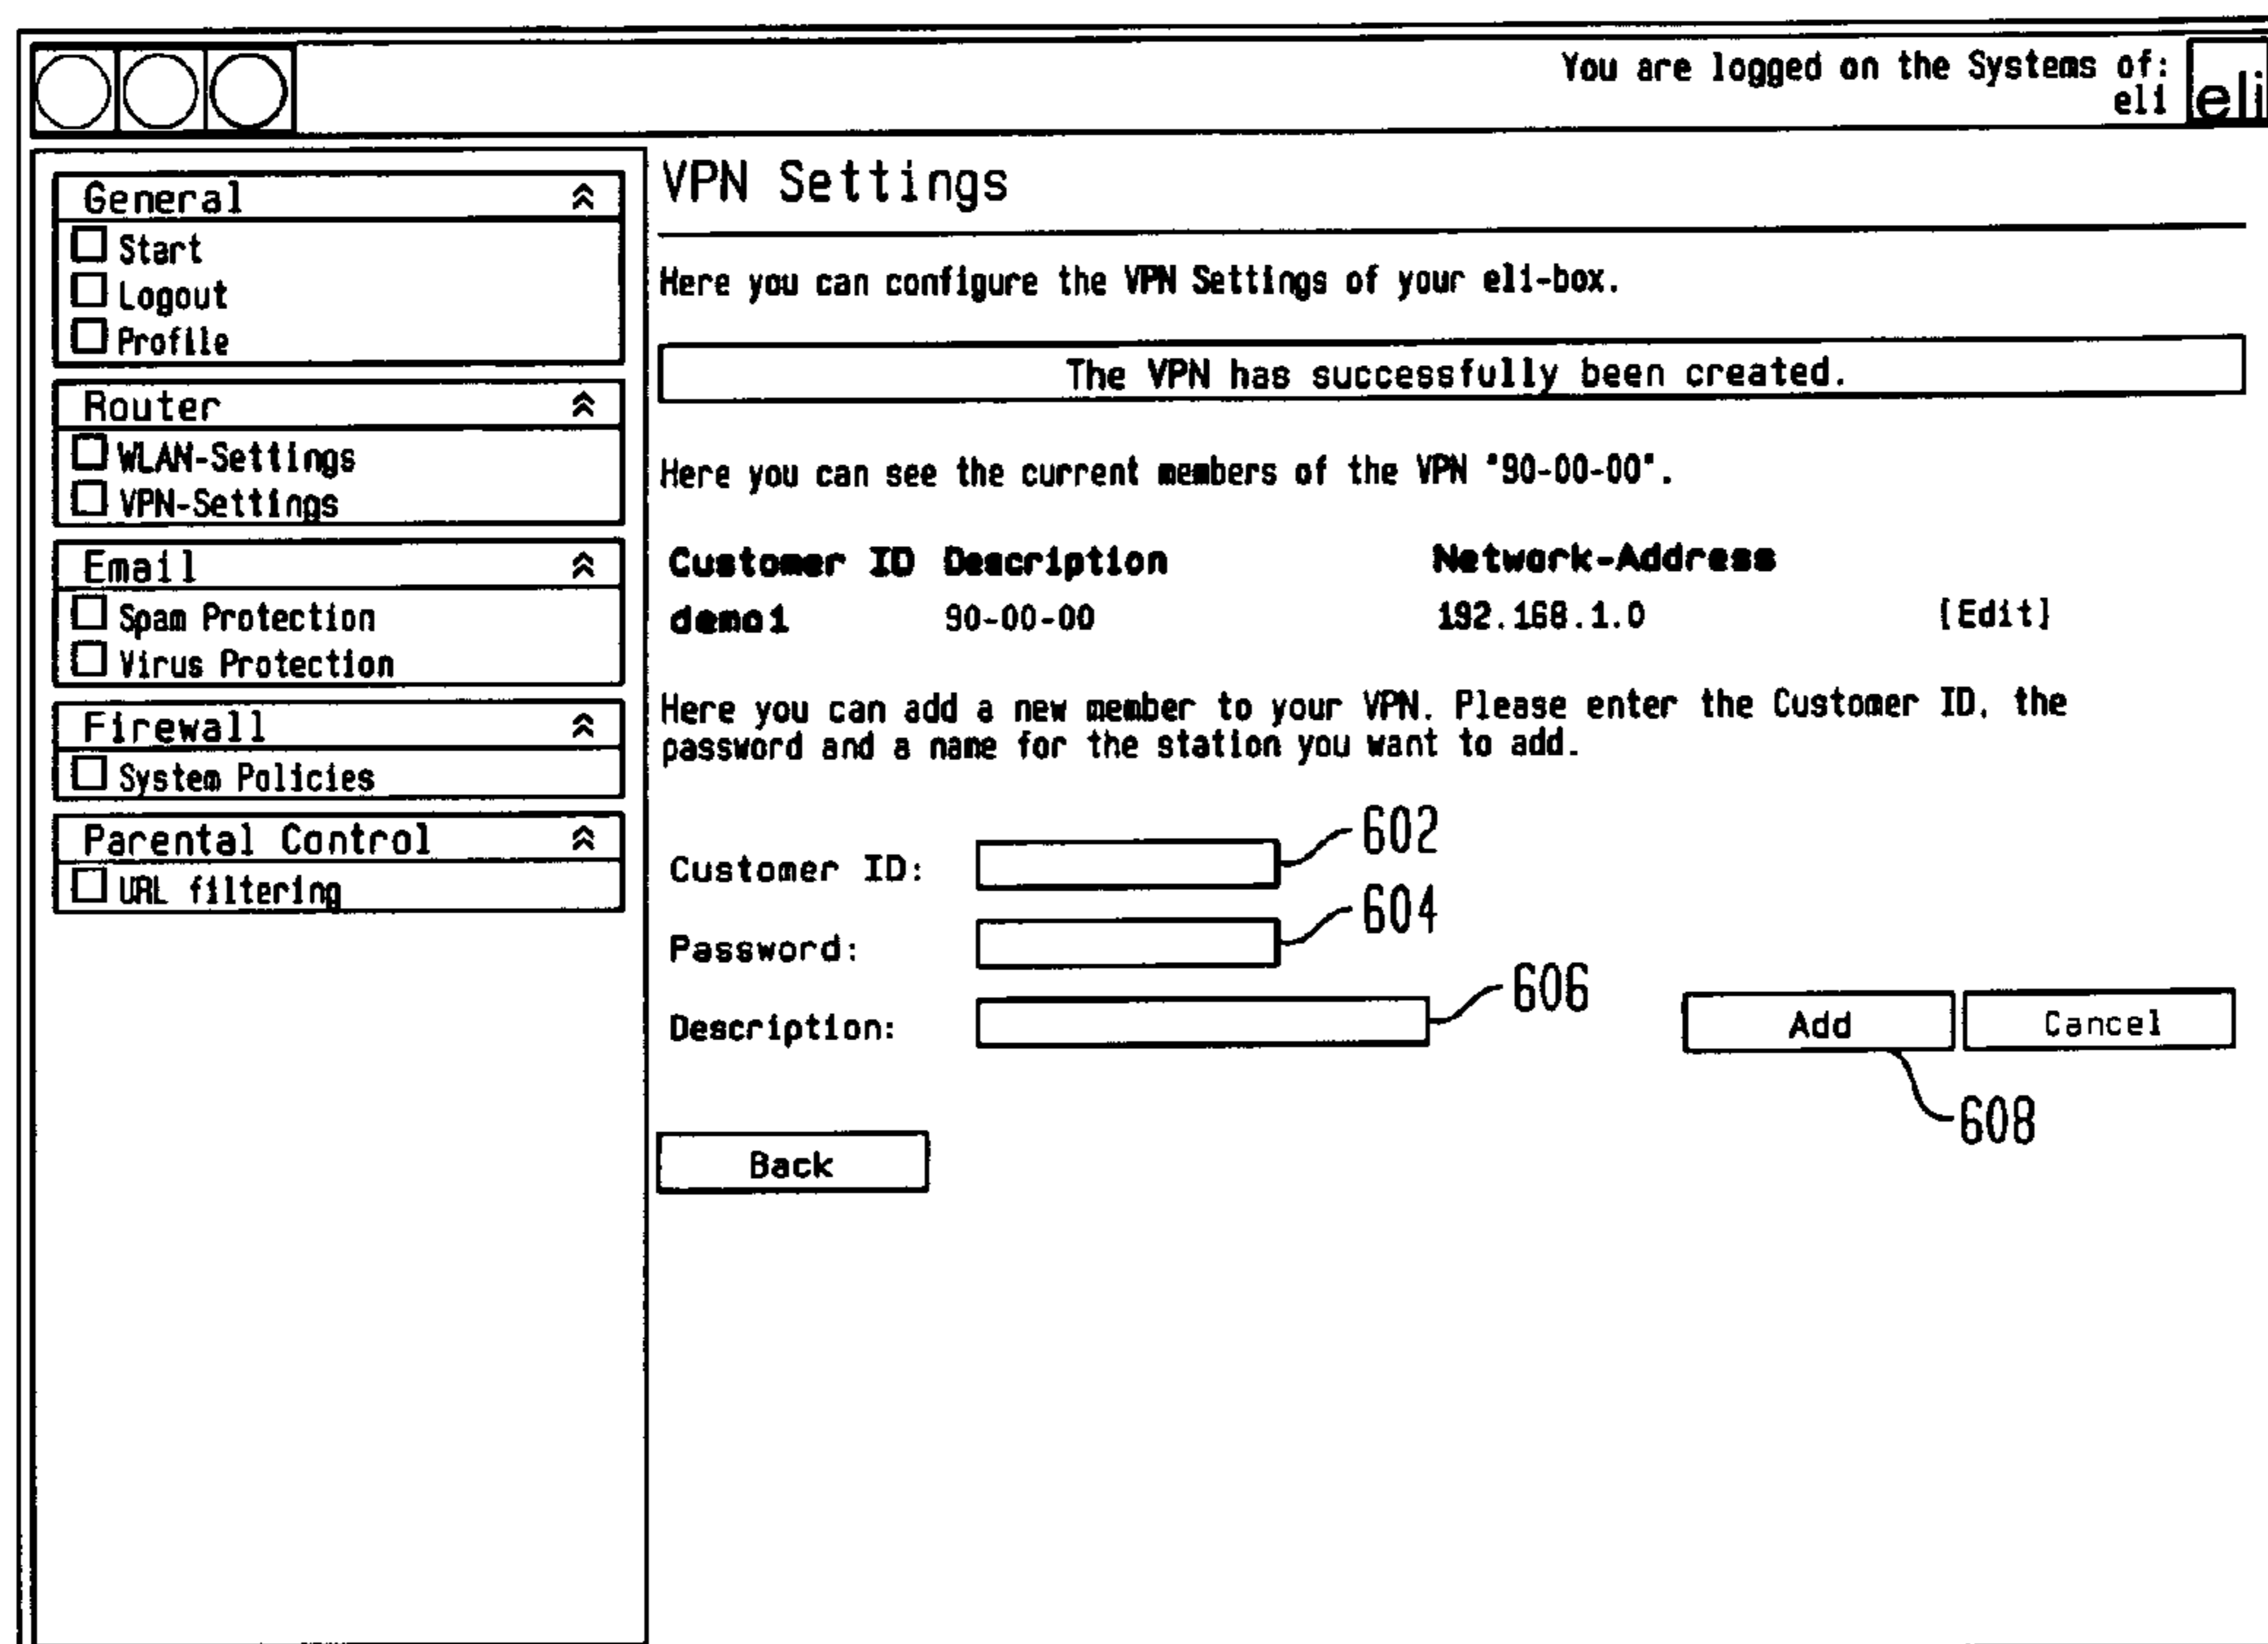 You are logged on the Systems of:
eli
eli
General
Start
Logout
Profile
Router
WLAN-Settings
VPN-Settings
Email
Spam Protection
Virus Protection
Firewall
System Policies
Parental Control
URL filtering
VPN Settings
Here you can configure the VPN Settings of your eli-box.
The VPN has successfully been created.
Here you can see the current members of the VPN "90-00-00".
Customer ID Description Network-Address
demo1 90-00-00 192.168.1.0 [Edit]
Here you can add a new member to your VPN. Please enter the Customer ID, the
password and a name for the station you want to add.
Customer ID: 602
Password: 604
Description: 606
Add Cancel
608
Back